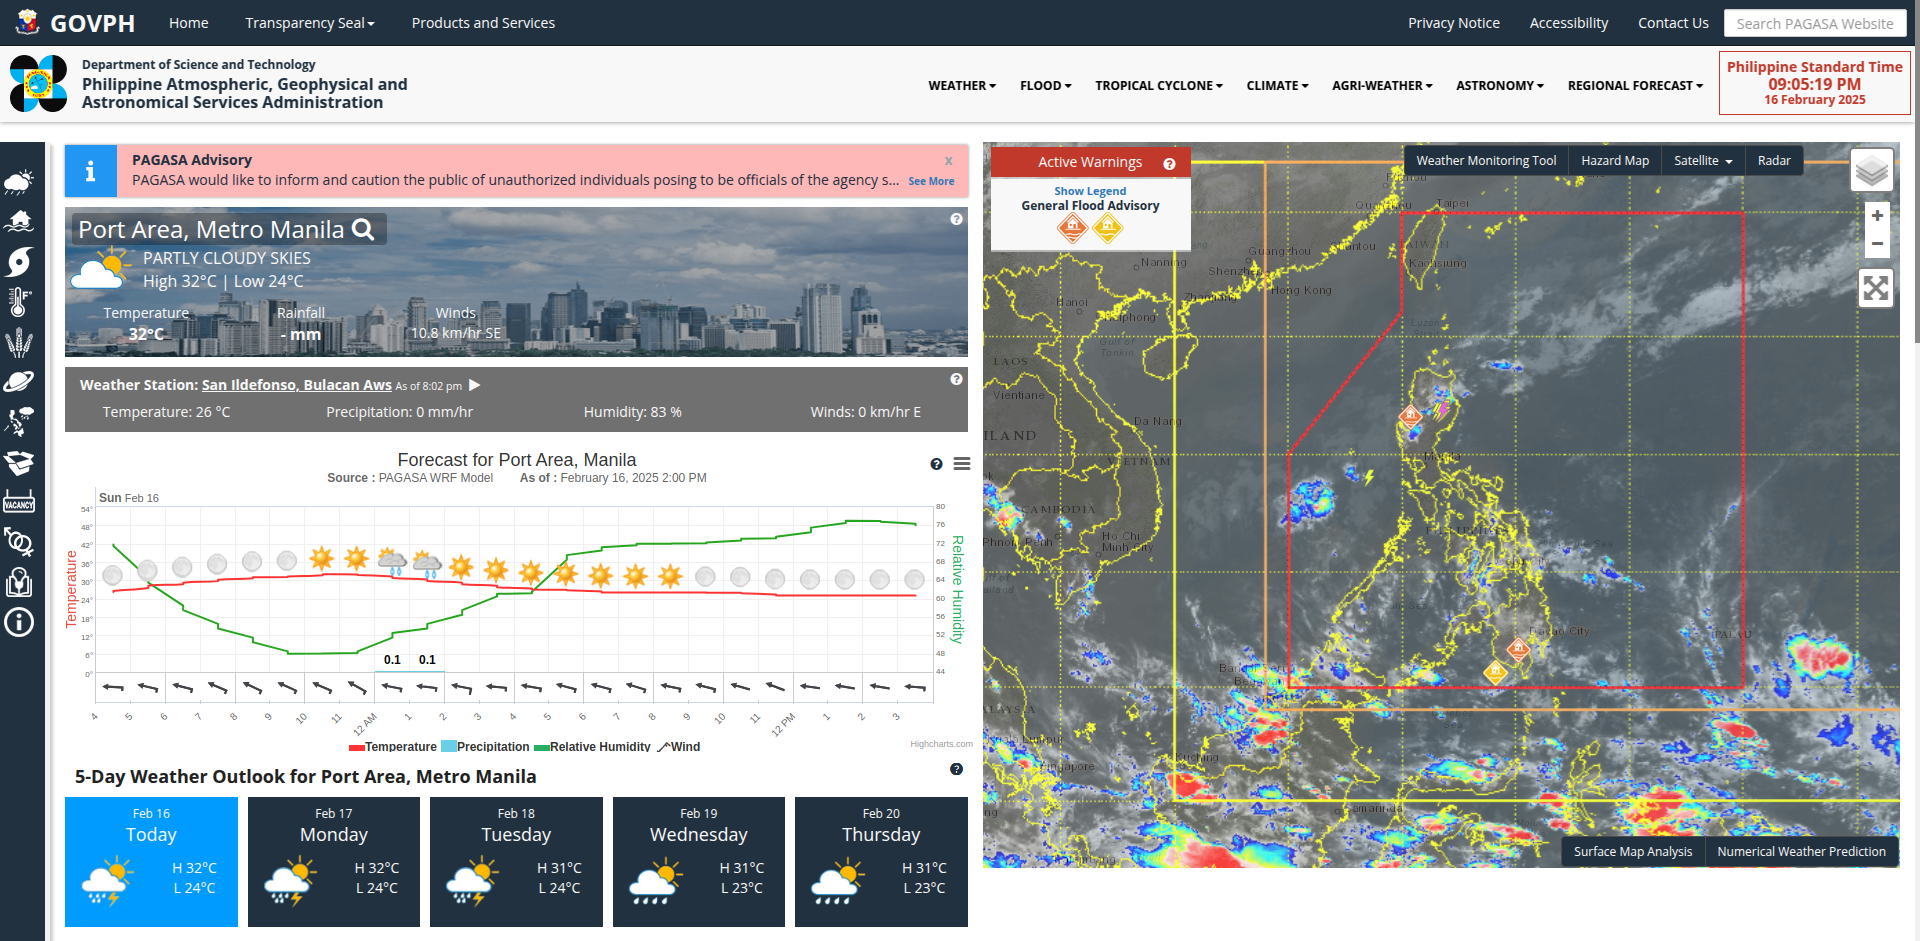 GOVPH
Home
Transparency Seal
Products and Services
Privacy Notice
Accessibility
Contact Us
Search PAGASA Website
Department of Science and Technology
Philippine Atmospheric, Geophysical and
Astronomical Services Administration
WEATHER
FLOOD
TROPICAL CYCLONE
CLIMATE
AGRI-WEATHER
ASTRONOMY
REGIONAL FORECAST
Philippine Standard Time
09:05:19 PM
16 February 2025
PAGASA Advisory
x
PAGASA would like to inform and caution the public of unauthorized individuals posing to be officials of the agency s... See More
Port Area, Metro Manila
PARTLY CLOUDY SKIES
High 32°C | Low 24°C
Temperature
Rainfall
Winds
32°C
- mm
10.8 km/hr SE
Weather Station: San Ildefonso, Bulacan Aws As of 8:02 pm
Temperature: 26 °C
Precipitation: 0 mm/hr
Humidity: 83 %
Winds: 0 km/hr E
Forecast for Port Area, Manila
Source : PAGASA WRF Model As of : February 16, 2025 2:00 PM
Sun Feb 16
Temperature
54°
48°
42°
36°
30°
24°
18°
12°
6°
0°
Relative Humidity
80
76
72
68
64
60
56
52
48
44
0.1
0.1
4 5 6 7 8 9 10 11 12 AM 1 2 3 4 5 6 7 8 9 10 11 12 PM 1 2 3
Temperature
Precipitation
Relative Humidity
Wind
Highcharts.com
5-Day Weather Outlook for Port Area, Metro Manila
Feb 16
Today
H 32°C
L 24°C
Feb 17
Monday
H 32°C
L 24°C
Feb 18
Tuesday
H 31°C
L 24°C
Feb 19
Wednesday
H 31°C
L 23°C
Feb 20
Thursday
H 31°C
L 23°C
VACANCY
Active Warnings
Show Legend
General Flood Advisory
Weather Monitoring Tool
Hazard Map
Satellite
Radar
+
−
Taipei
TAIWAN
Kaohsiung
Guangzhou
Nanning
Shenzhen
Hong Kong
Zhanjiang
Hanoi
Haiphong
Gulf of
Tonkin
LAOS
Vientiane
Da Nang
ILAND
VIETNAM
Luzon
Manila
CAMBODIA
Phnom Penh
Ho Chi
Minh City
Davao City
PALAU
Kuala Lumpur
Singapore
Kuching
Samarinda
Surface Map Analysis
Numerical Weather Prediction